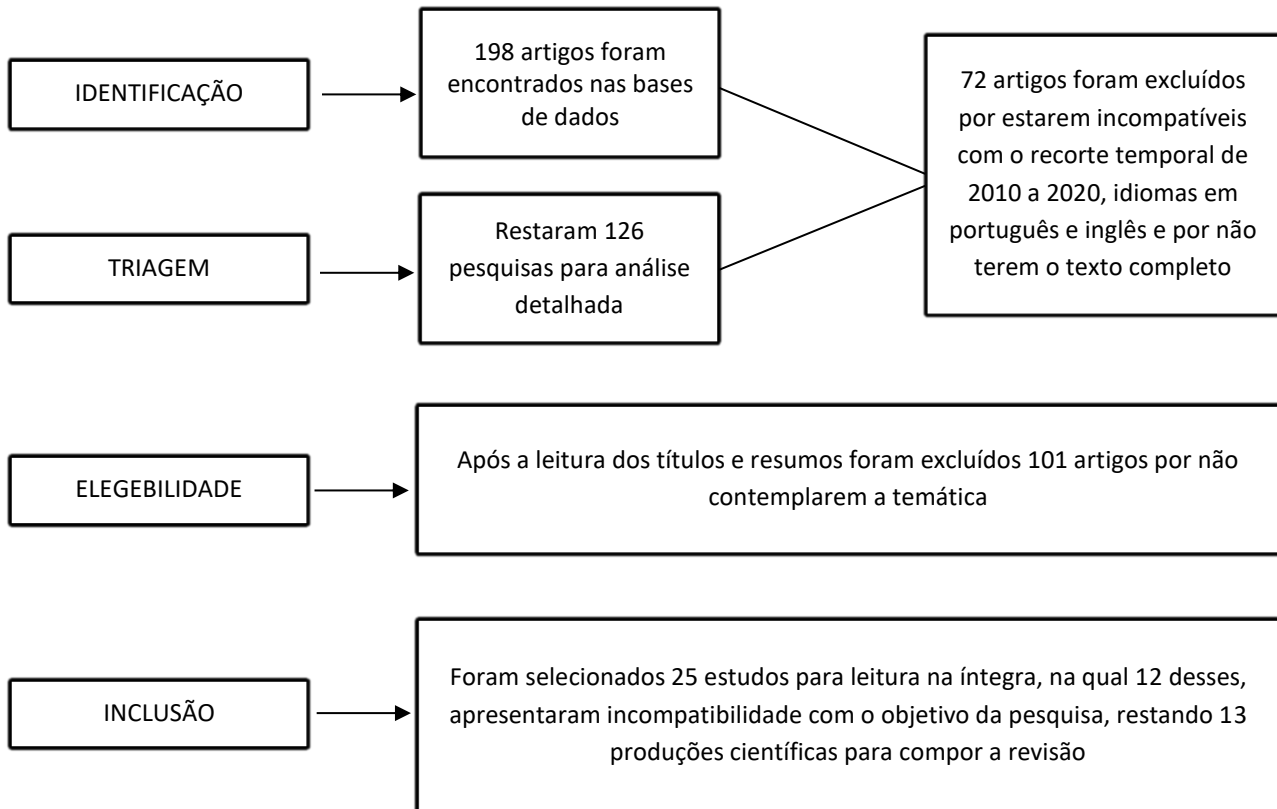 IDENTIFICAÇÃO
198 artigos foram
encontrados nas bases
de dados
72 artigos foram excluídos
por estarem incompatíveis
com o recorte temporal de
2010 a 2020, idiomas em
português e inglês e por não
terem o texto completo
TRIAGEM
Restaram 126
pesquisas para análise
detalhada
ELEGEBILIDADE
Após a leitura dos títulos e resumos foram excluídos 101 artigos por não
contemplarem a temática
INCLUSÃO
Foram selecionados 25 estudos para leitura na íntegra, na qual 12 desses,
apresentaram incompatibilidade com o objetivo da pesquisa, restando 13
produções científicas para compor a revisão